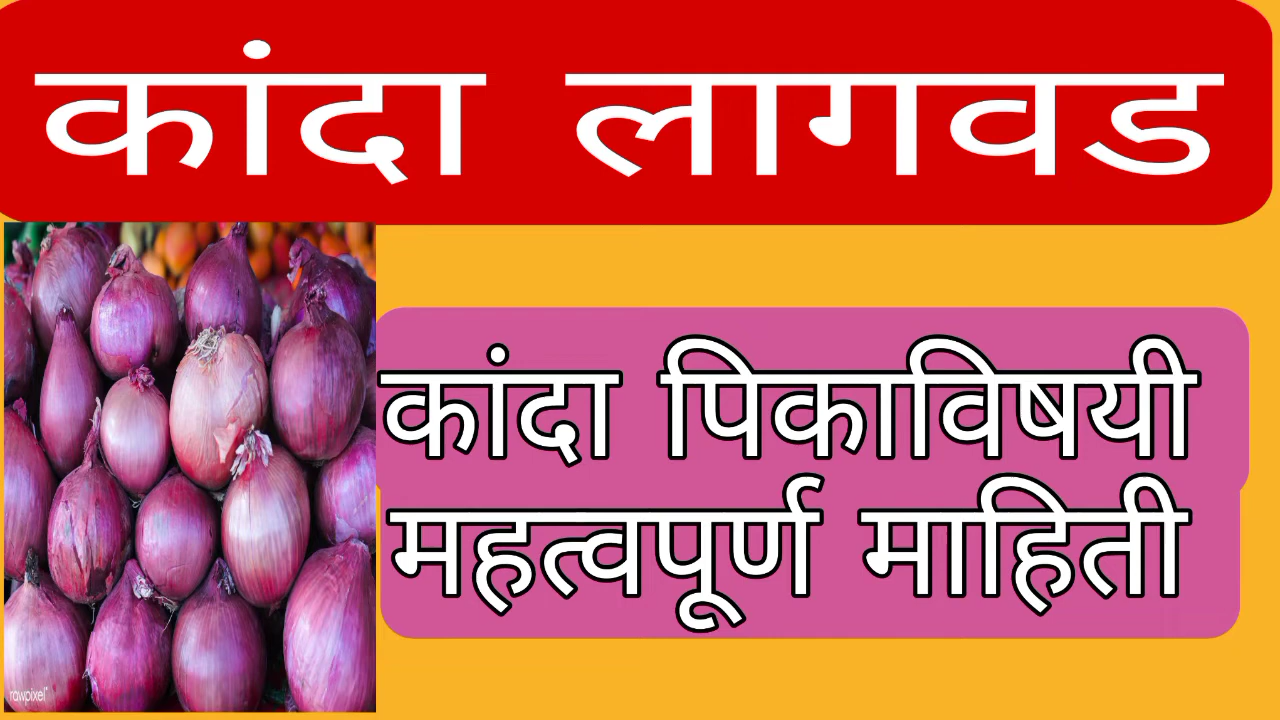 कांदा लागवड
कांदा पिकाविषयी
महत्वपूर्ण माहिती
rawpixel